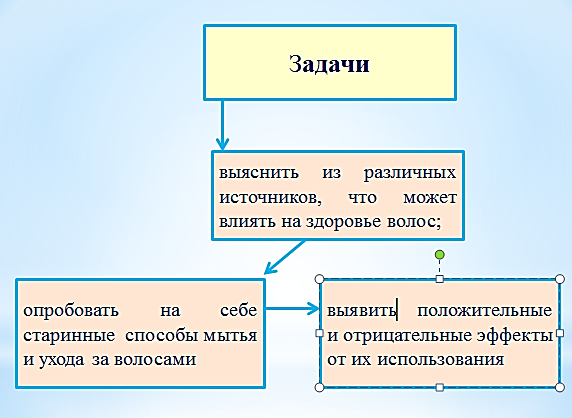 Задачи
выяснить из различных
источников, что может
влиять на здоровье волос;
опробовать на себе
старинные способы мытья
и ухода за волосами
выявить положительные
и отрицательные эффекты
от их использования